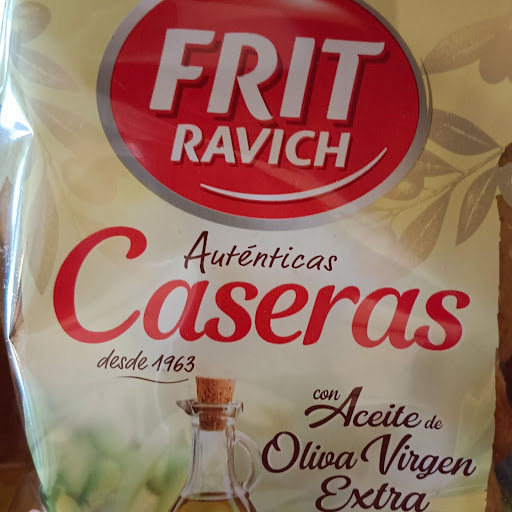 FRIT
RAVICH
Auténticas
Caseras
desde 1963
con Aceite de
Oliva Virgen
Extra